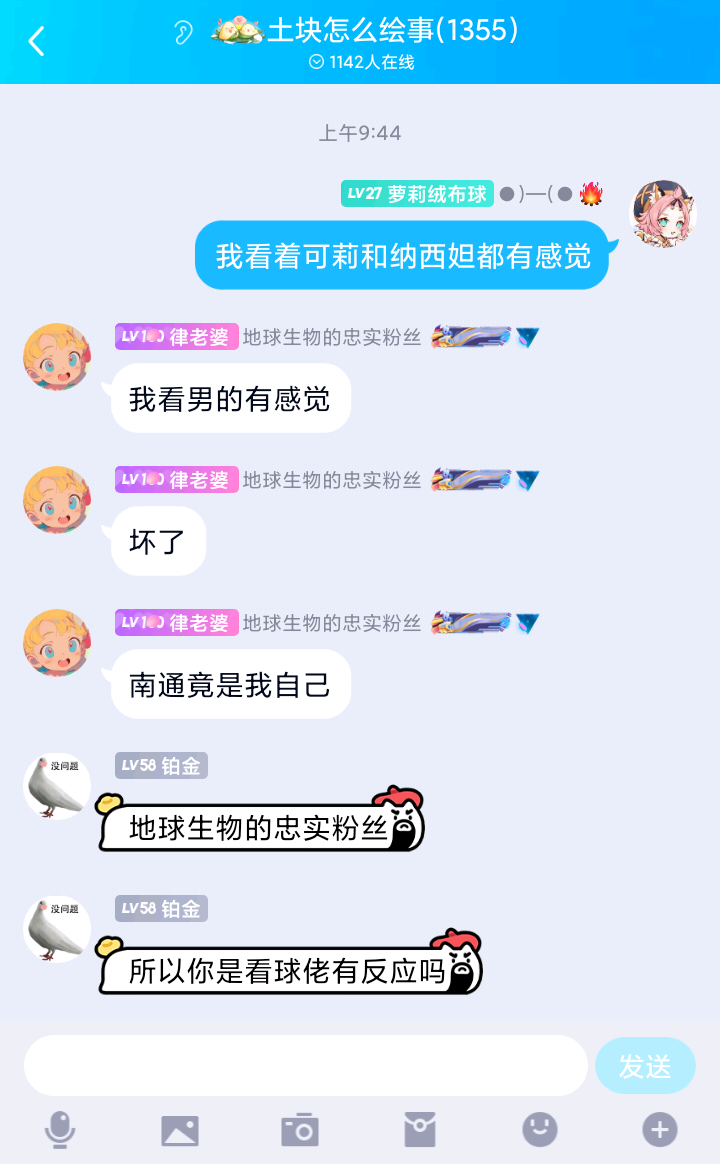 土块怎么绘事(1355)
1142人在线
上午9:44
LV27 萝莉绒布球 ●)—(●
我看着可莉和纳西妲都有感觉
LV100 律老婆 地球生物的忠实粉丝
我看男的有感觉
LV100 律老婆 地球生物的忠实粉丝
坏了
LV100 律老婆 地球生物的忠实粉丝
南通竟是我自己
没问题
LV58 铂金
地球生物的忠实粉丝
没问题
LV58 铂金
所以你是看球佬有反应吗
发送